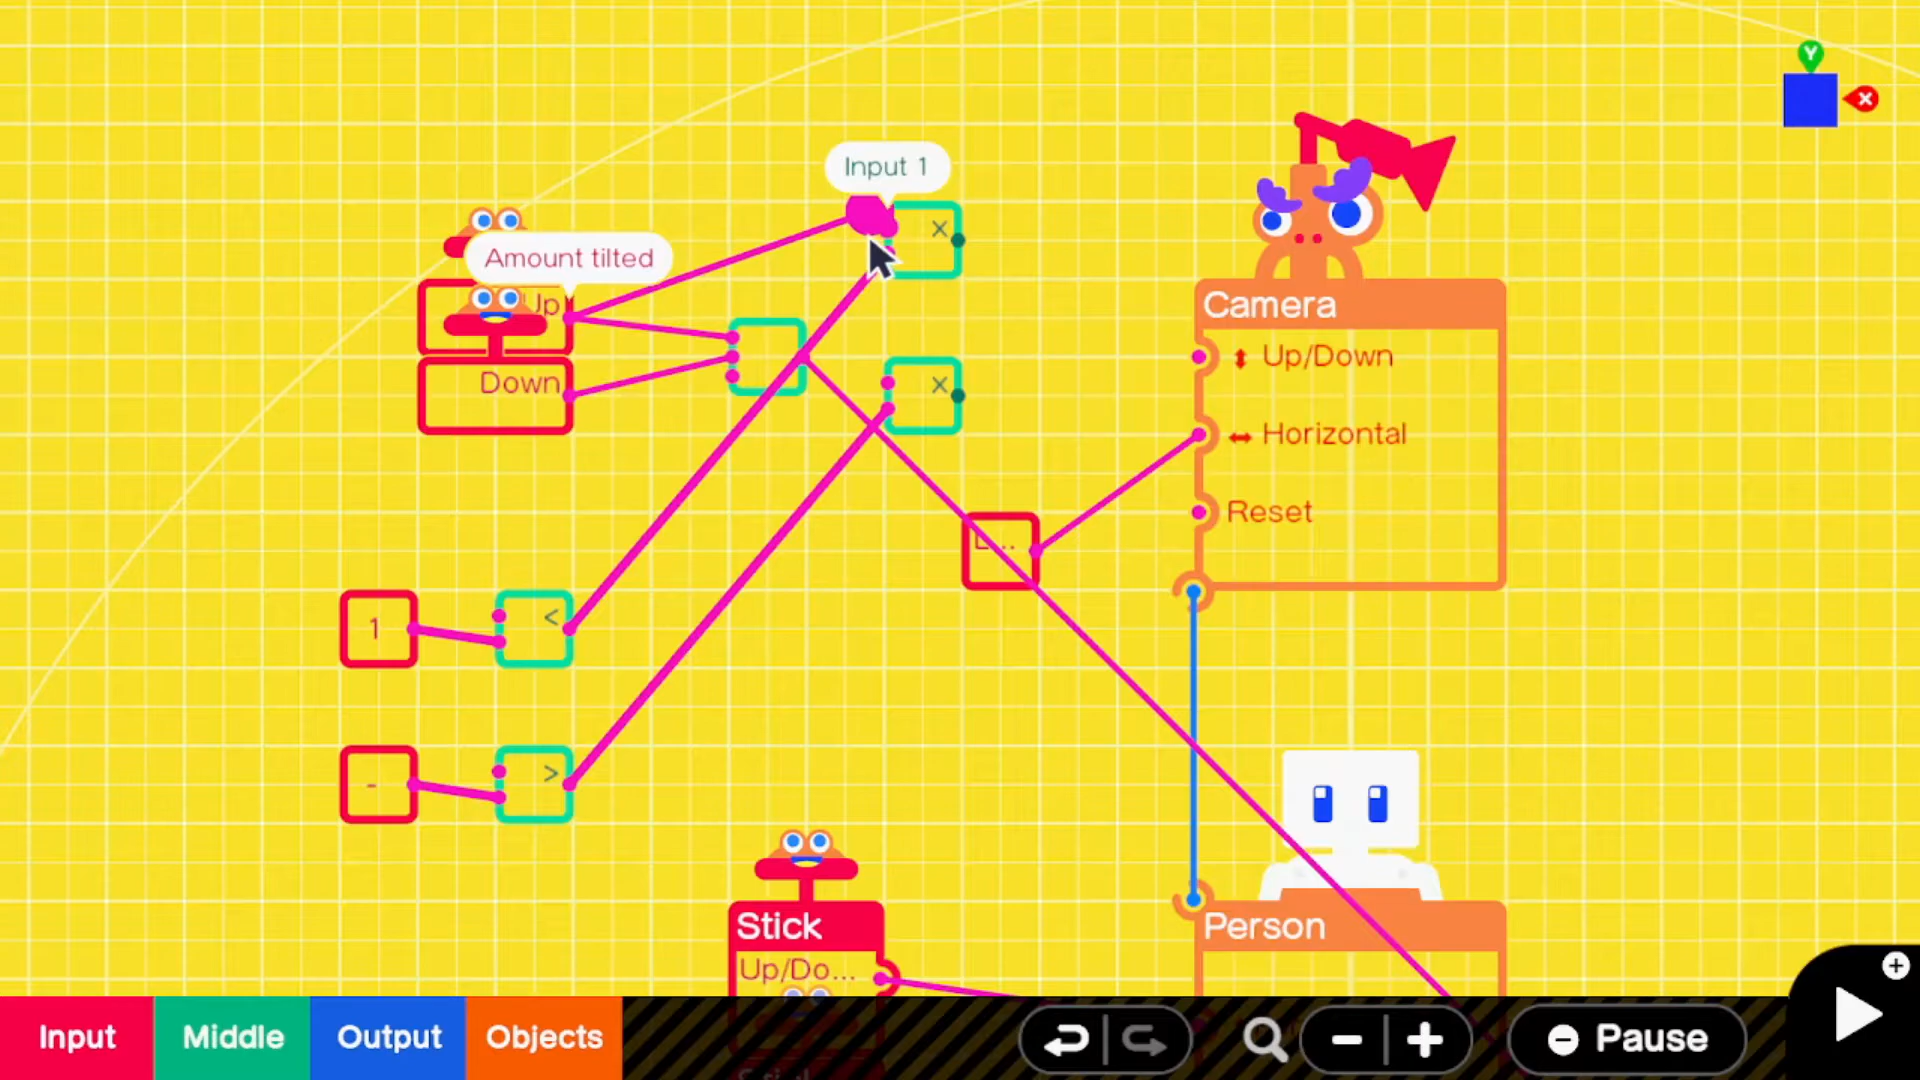 Y
X
Input 1
×
Amount tilted
Up
Camera
Up/Down
Down
×
Horizontal
Reset
1
<
-
>
Stick
Person
Up/Do...
+
Input
Middle
Output
Objects
−
+
− Pause